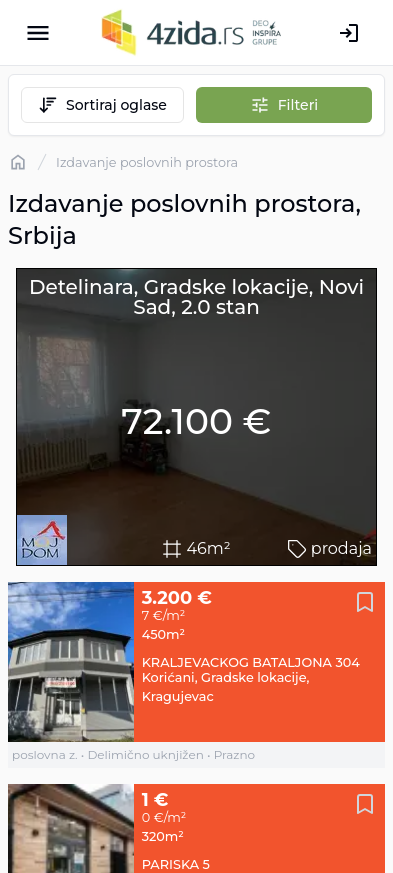 4zida.rs DEO INSPIRA GRUPE
Sortiraj oglase
Filteri
Izdavanje poslovnih prostora
Izdavanje poslovnih prostora,
Srbija
Detelinara, Gradske lokacije, Novi
Sad, 2.0 stan
72.100 €
MOJ DOM
46m²
prodaja
3.200 €
7 €/m²
450m²
KRALJEVACKOG BATALJONA 304
Korićani, Gradske lokacije,
Kragujevac
poslovna z. • Delimično uknjižen • Prazno
1 €
0 €/m²
320m²
PARISKA 5